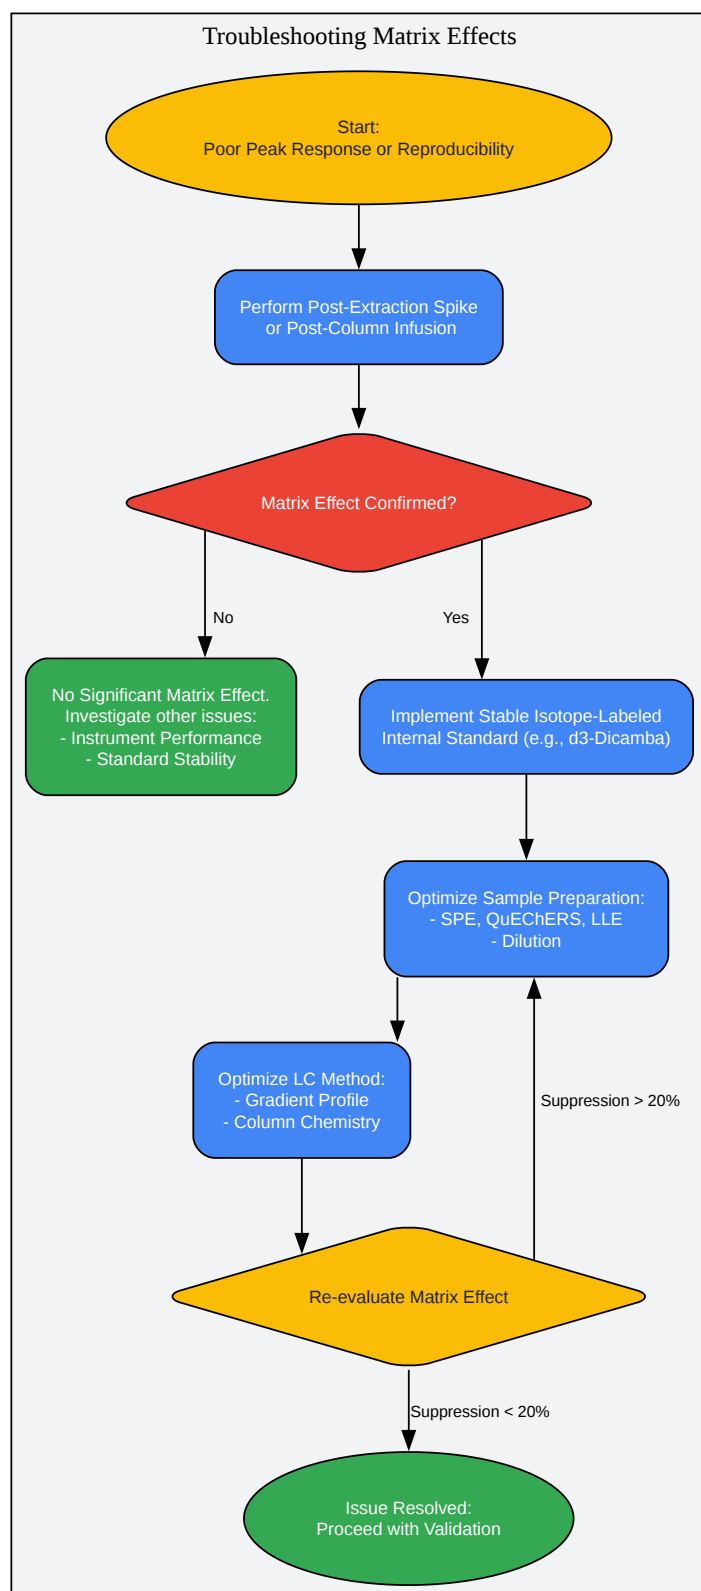 Troubleshooting Matrix Effects
Start:
Poor Peak Response or Reproducibility
Perform Post-Extraction Spike
or Post-Column Infusion
Matrix Effect Confirmed?
No
Yes
No Significant Matrix Effect.
Investigate other issues:
- Instrument Performance
- Standard Stability
Implement Stable Isotope-Labeled
Internal Standard (e.g., d3-Dicamba)
Optimize Sample Preparation:
- SPE, QuEChERS, LLE
- Dilution
Optimize LC Method:
- Gradient Profile
- Column Chemistry
Suppression > 20%
Re-evaluate Matrix Effect
Suppression < 20%
Issue Resolved:
Proceed with Validation